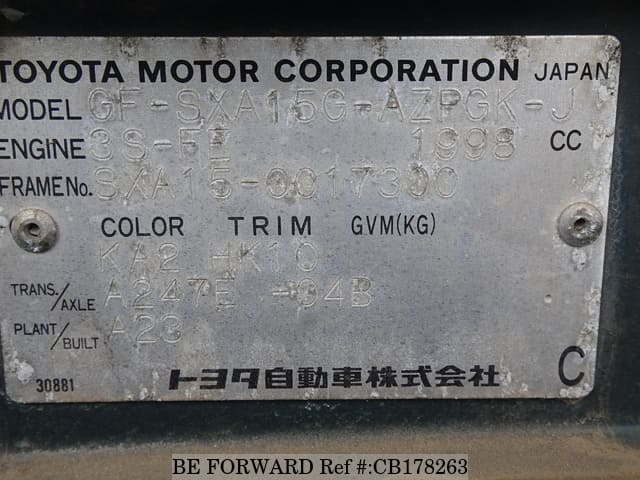 TOYOTA MOTOR CORPORATION JAPAN
MODEL GF-SXA15G-AZPGK-J
ENGINE 3S-FE 1998 CC
FRAME No. SXA15-0017300
COLOR TRIM GVM(KG)
KA2 HK10
TRANS./AXLE A247E -04B
PLANT/BUILT A23
30881 トヨタ自動車株式会社 C
BE FORWARD Ref #:CB178263